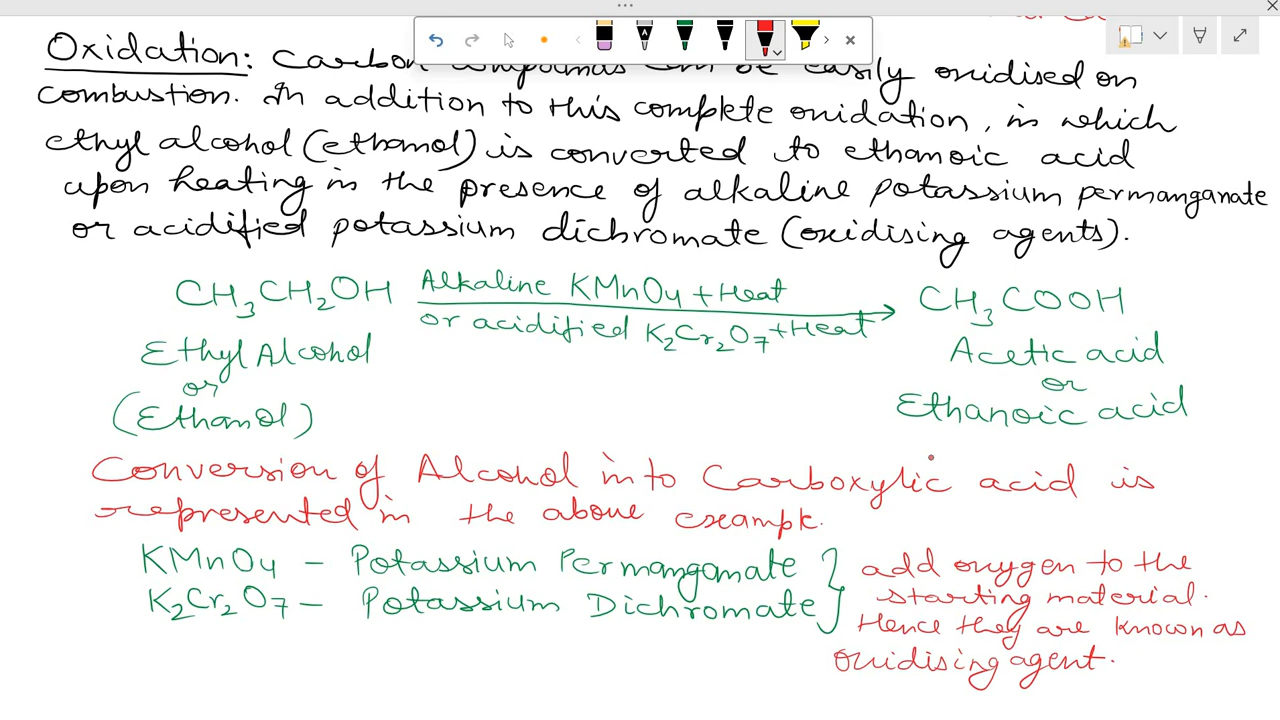 Oxidation: Carbon compounds can be easily oxidised on
combustion. In addition to this complete oxidation, in which
ethyl alcohol (ethanol) is converted to ethanoic acid
upon heating in the presence of alkaline potassium permanganate
or acidified potassium dichromate (oxidising agents).
CH3CH2OH Alkaline KMnO4 + Heat → CH3COOH
or acidified K2Cr2O7 + Heat
Ethyl Alcohol Acetic acid
or or
(Ethanol) Ethanoic acid
Conversion of Alcohol into Carboxylic acid is
represented in the above example.
KMnO4 – Potassium Permanganate } add oxygen to the
K2Cr2O7 – Potassium Dichromate starting material.
Hence they are known as
oxidising agent.